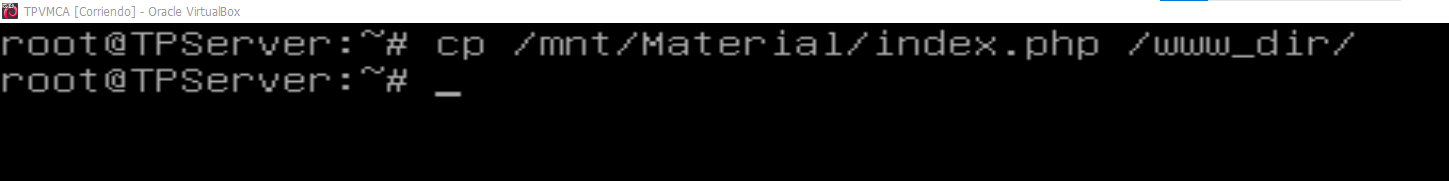 TPVMCA [Corriendo] - Oracle VirtualBox
root@TPServer:~# cp /mnt/Material/index.php /www_dir/
root@TPServer:~# _